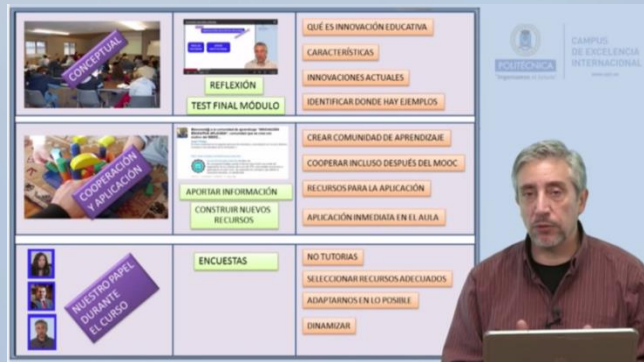 CONCEPTUAL
REFLEXIÓN
TEST FINAL MÓDULO
QUÉ ES INNOVACIÓN EDUCATIVA
CARACTERÍSTICAS
INNOVACIONES ACTUALES
IDENTIFICAR DONDE HAY EJEMPLOS
COOPERACIÓN
Y APLICACIÓN
APORTAR INFORMACIÓN
CONSTRUIR NUEVOS
RECURSOS
CREAR COMUNIDAD DE APRENDIZAJE
COOPERAR INCLUSO DESPUÉS DEL MOOC
RECURSOS PARA LA APLICACIÓN
APLICACIÓN INMEDIATA EN EL AULA
NUESTRO PAPEL
DURANTE
EL CURSO
ENCUESTAS
NO TUTORIAS
SELECCIONAR RECURSOS ADECUADOS
ADAPTARNOS EN LO POSIBLE
DINAMIZAR
POLITÉCNICA
CAMPUS
DE EXCELENCIA
INTERNACIONAL